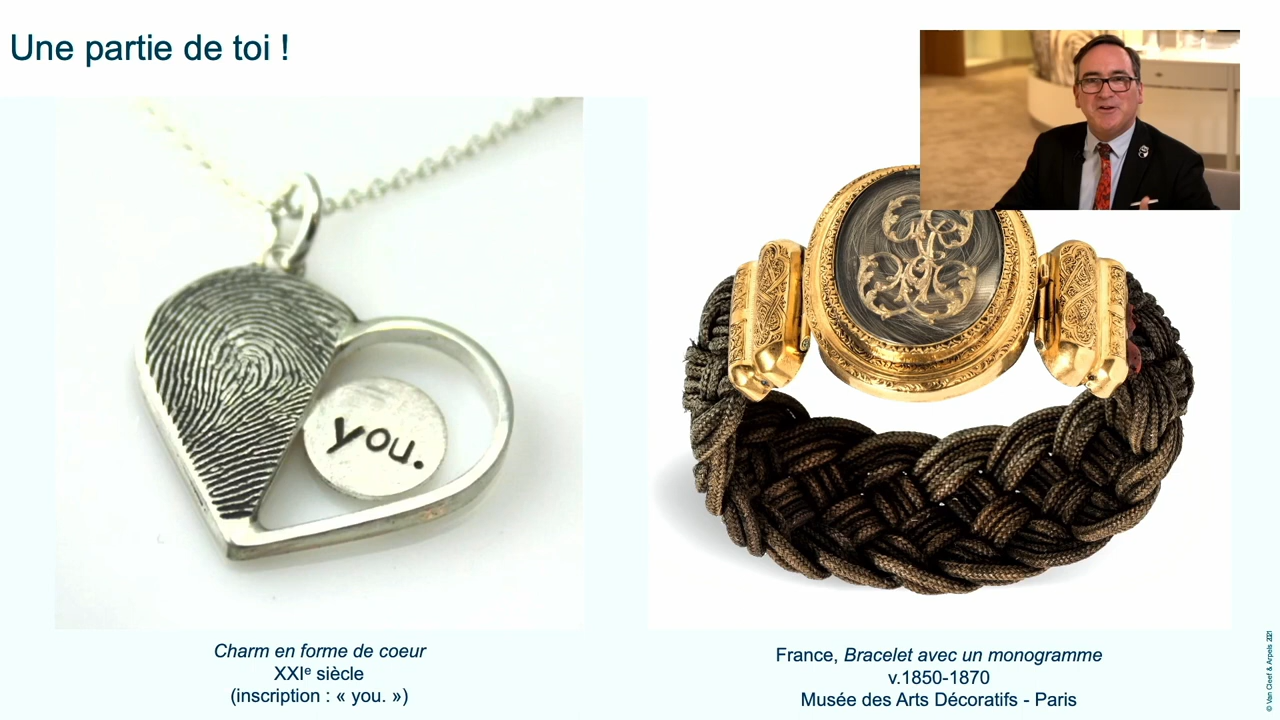 Une partie de toi !
you.
Charm en forme de coeur
XXIᵉ siècle
(inscription : « you. »)
France, Bracelet avec un monogramme
v.1850-1870
Musée des Arts Décoratifs - Paris
© Van Cleef & Arpels 2021